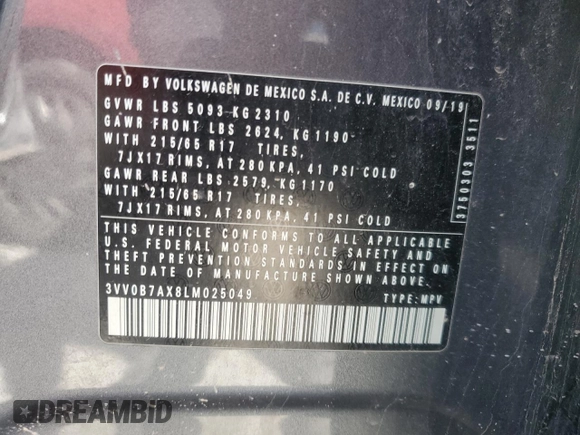 MFD BY VOLKSWAGEN DE MEXICO S.A. DE C.V. MEXICO 09/19
GVWR LBS 5093 KG 2310
GAWR FRONT LBS 2624, KG 1190
WITH 215/65 R17 TIRES,
7JX17 RIMS, AT 280 KPA, 41 PSI COLD
GAWR REAR LBS 2579, KG 1170
WITH 215/65 R17 TIRES,
7JX17 RIMS, AT 280 KPA, 41 PSI COLD
THIS VEHICLE CONFORMS TO ALL APPLICABLE
U.S. FEDERAL MOTOR VEHICLE SAFETY AND
THEFT PREVENTION STANDARDS IN EFFECT ON
THE DATE OF MANUFACTURE SHOWN ABOVE.
3VV0B7AX8LM025049 TYPE: MPV
3750303 3511
DREAMBID